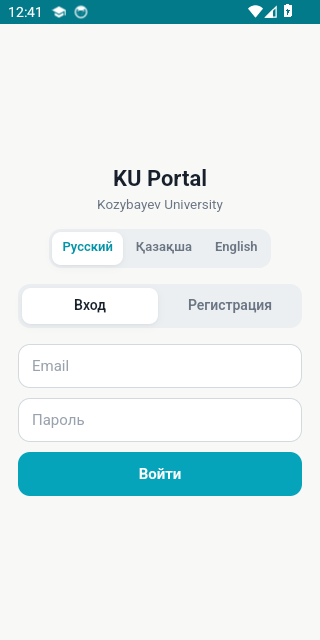 12:41
KU Portal
Kozybayev University
Русский Қазақша English
Вход Регистрация
Email
Пароль
Войти